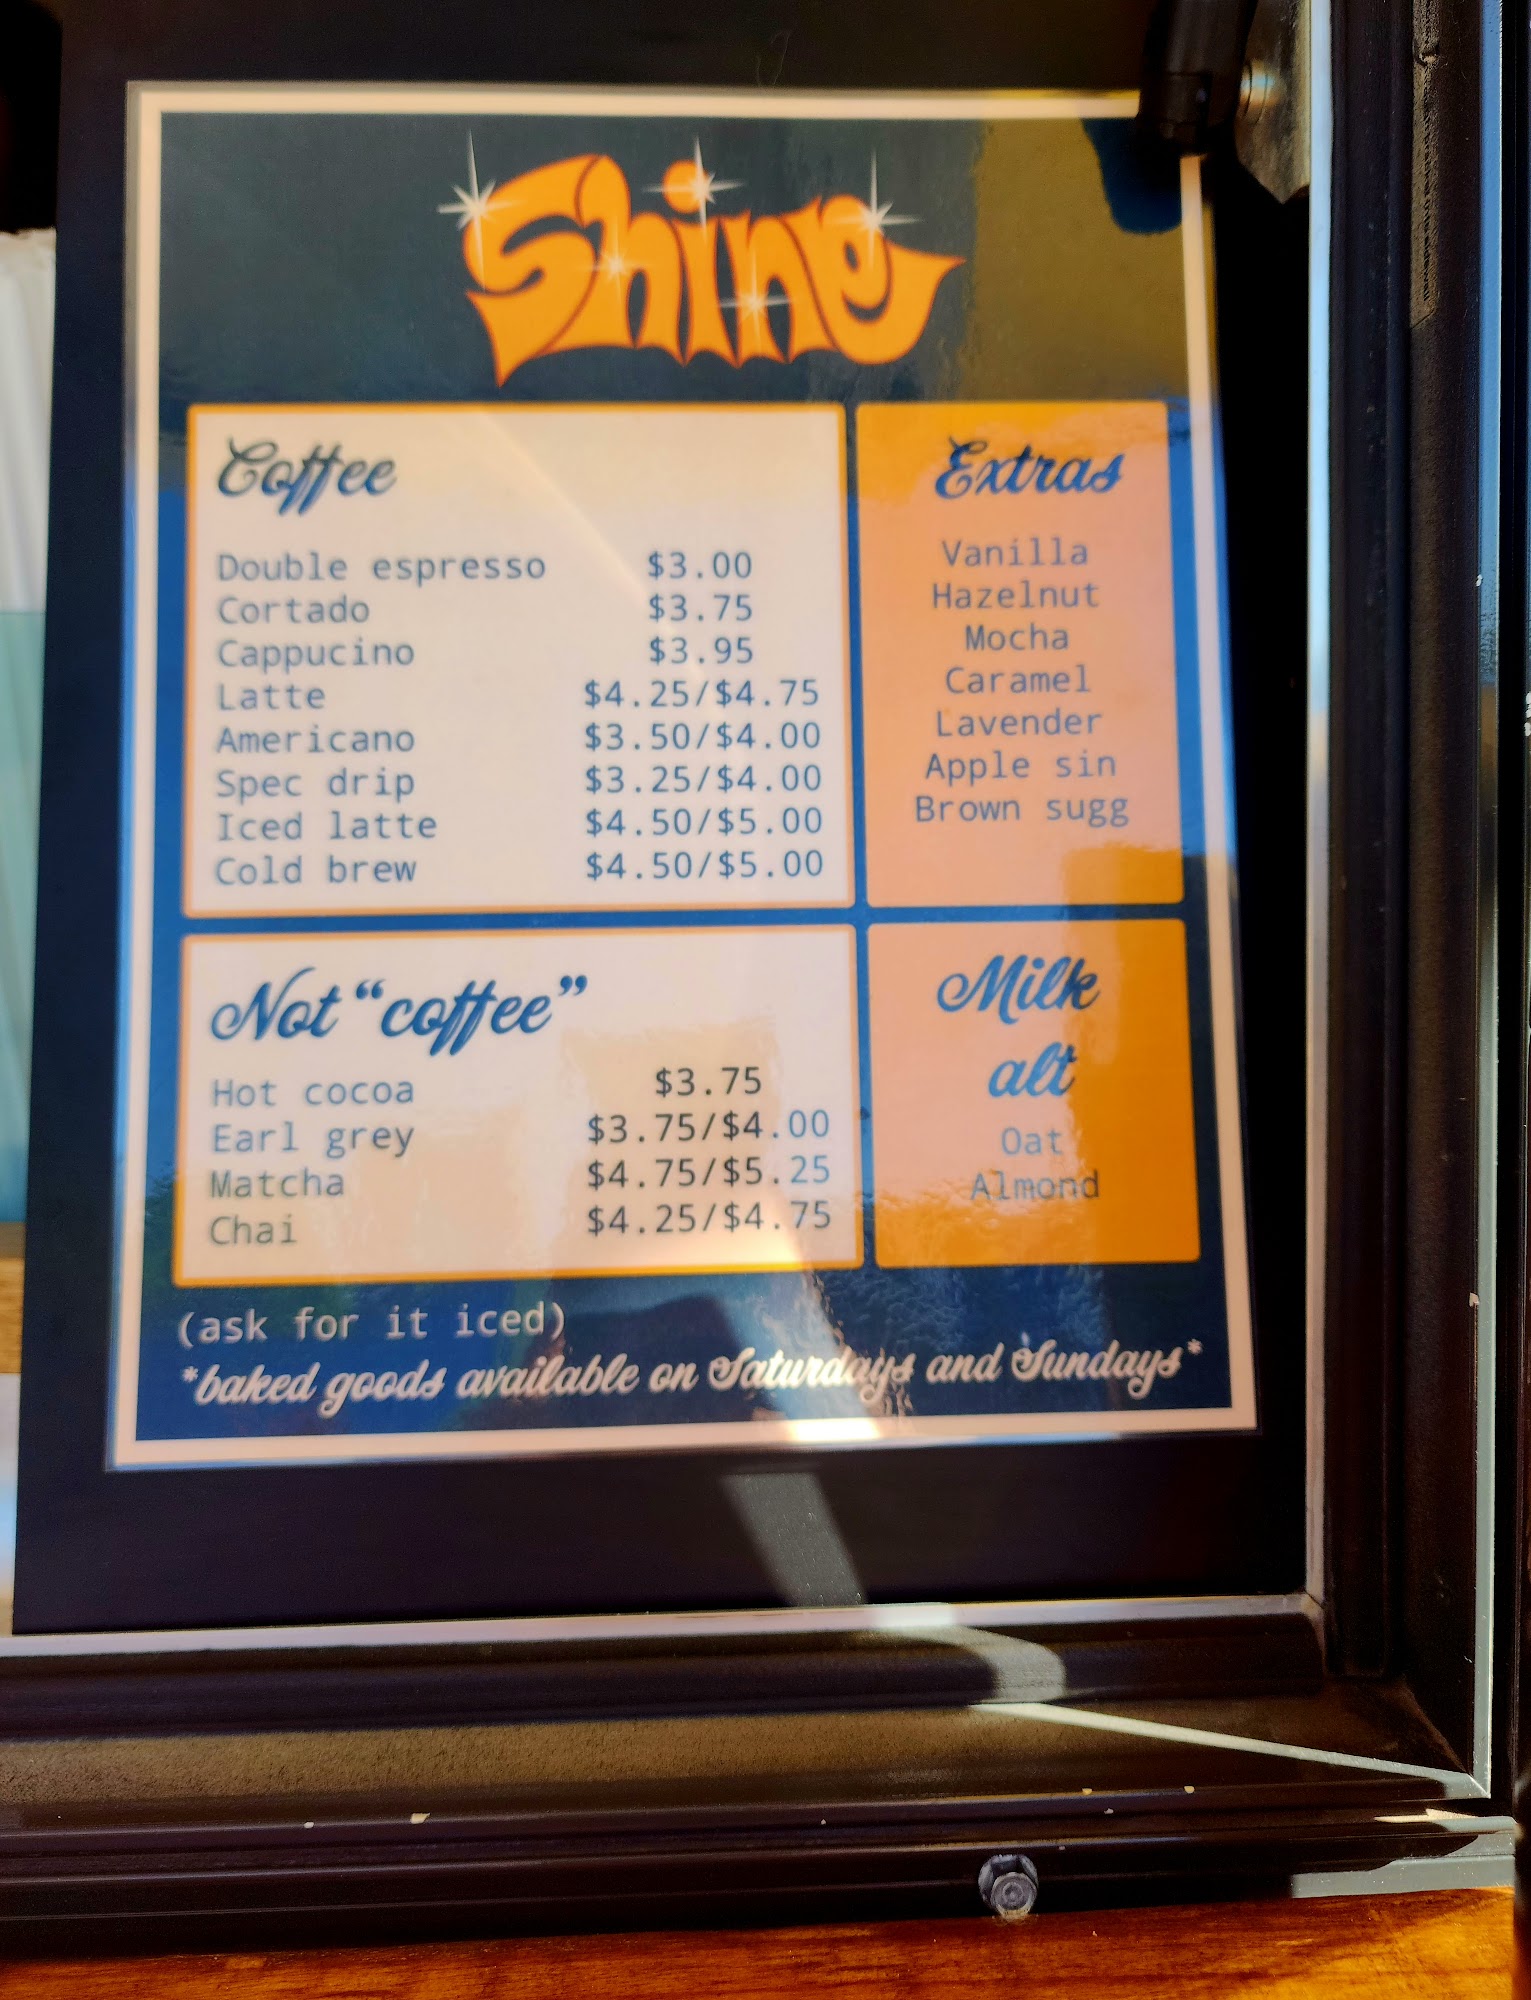 Shine
Coffee
Double espresso $3.00
Cortado $3.75
Cappucino $3.95
Latte $4.25/$4.75
Americano $3.50/$4.00
Spec drip $3.25/$4.00
Iced latte $4.50/$5.00
Cold brew $4.50/$5.00
Extras
Vanilla
Hazelnut
Mocha
Caramel
Lavender
Apple sin
Brown sugg
Not “coffee”
Hot cocoa $3.75
Earl grey $3.75/$4.00
Matcha $4.75/$5.25
Chai $4.25/$4.75
Milk
alt
Oat
Almond
(ask for it iced)
*baked goods available on Saturdays and Sundays*